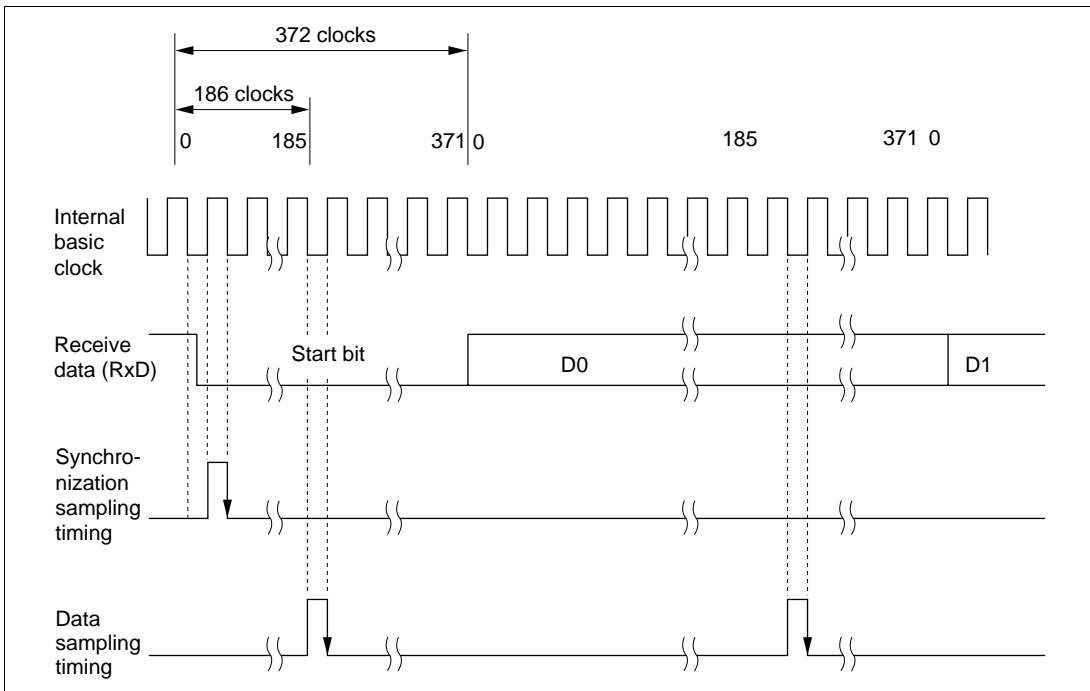 372 clocks
186 clocks
0 185 371 0 185 371 0
Internal
basic
clock
Receive
data (RxD)
Start bit
D0
D1
Synchro-
nization
sampling
timing
Data
sampling
timing